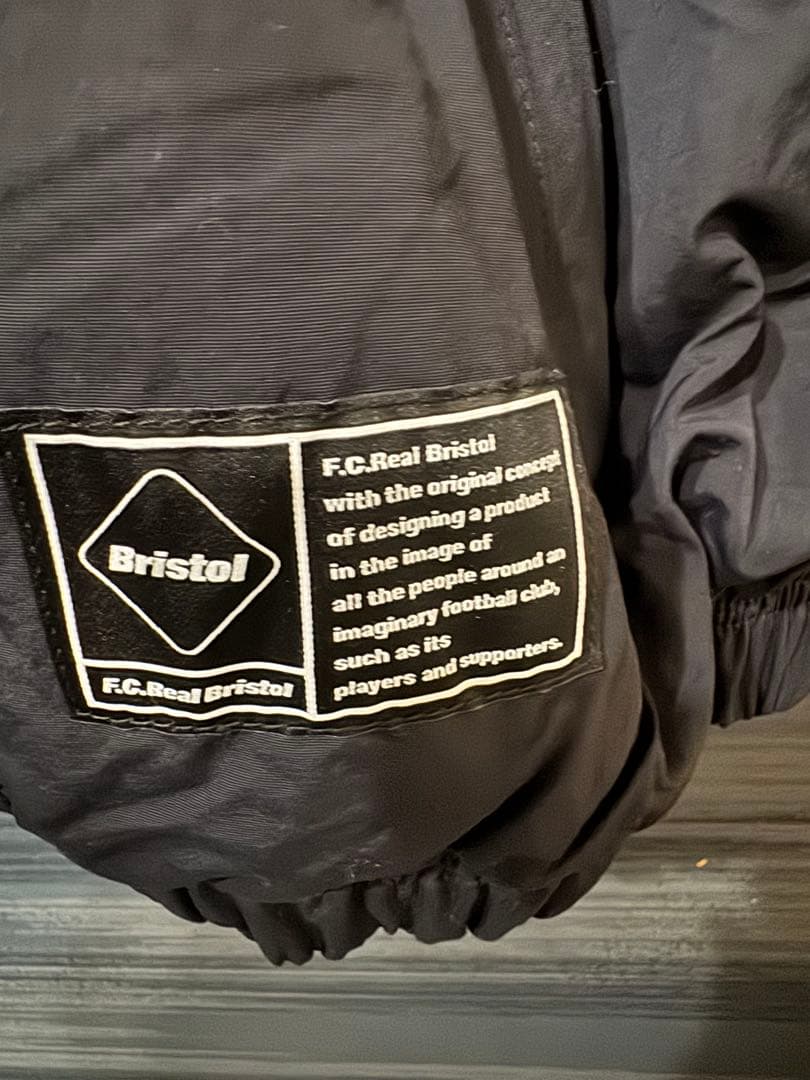 Bristol
F.C.Real Bristol
F.C.Real Bristol
with the original concept
of designing a product
in the image of
all the people around an
imaginary football club,
such as its
players and supporters.